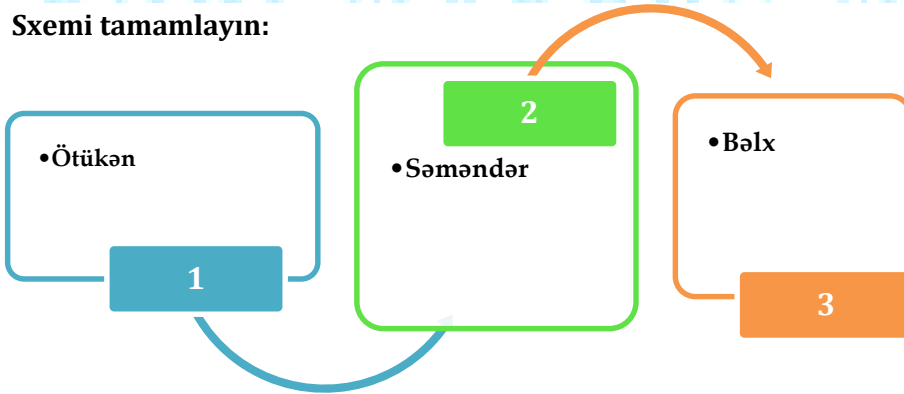 Sxemi tamamlayın:
•Ötükən
1
2
•Səməndər
•Bəlx
3